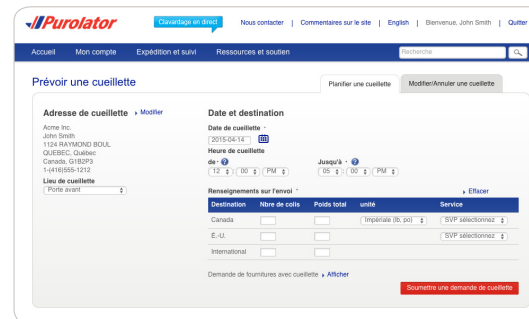 Purolator
Clavardage en direct
Nous contacter | Commentaires sur le site | English | Bienvenue, John Smith | Quitter
Accueil Mon compte Expédition et suivi Ressources et soutien Recherche
Prévoir une cueillette
Planifier une cueillette Modifier/Annuler une cueillette
Adresse de cueillette Modifier
Acme Inc.
John Smith
1124 RAYMOND BOUL
QUEBEC, Québec
Canada, G1B2P3
1-(416)555-1212
Lieu de cueillette
Porte avant
Date et destination
Date de cueillette *
2015-04-14
Heure de cueillette
de * ? Jusqu'à * ?
12 : 00 PM 05 : 00 PM
Renseignements sur l'envoi * Effacer
Destination Nbre de colis Poids total unité Service
Canada Impériale (lb, po) SVP sélectionnez
É.-U. SVP sélectionnez
International
Demande de fournitures avec cueillette Afficher
Soumettre une demande de cueillette